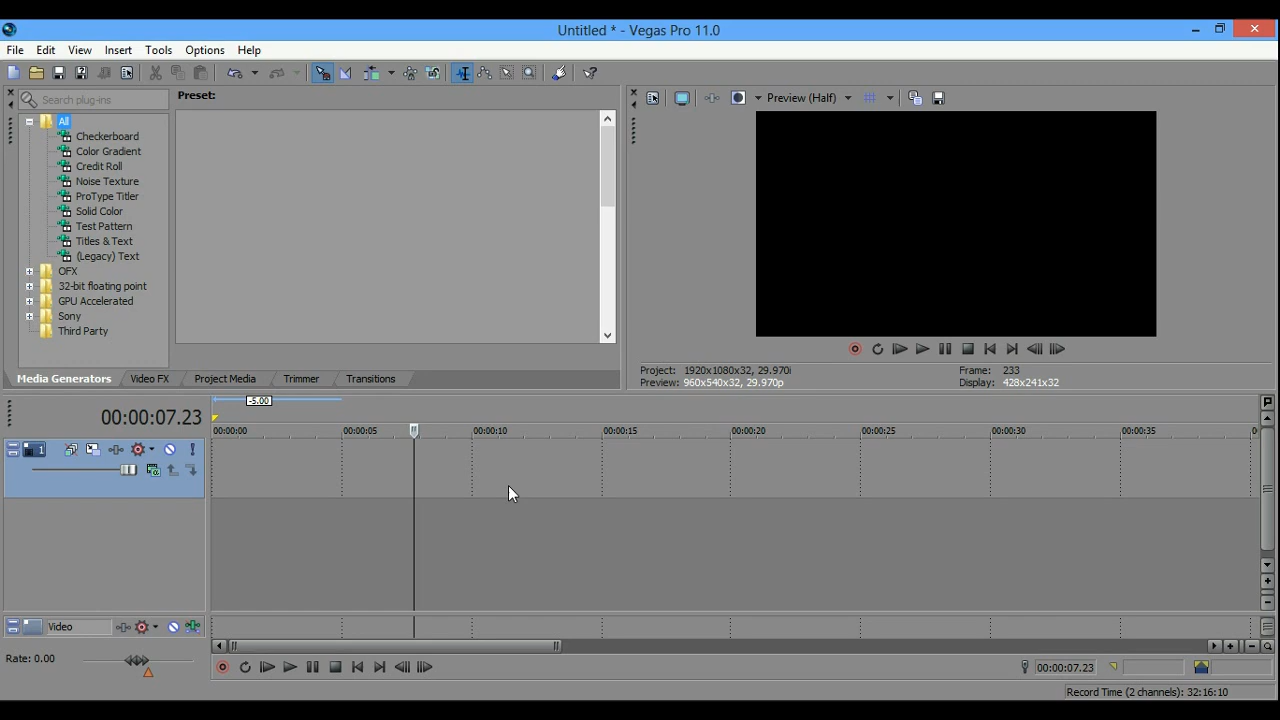 Untitled * - Vegas Pro 11.0
File Edit View Insert Tools Options Help
Search plug-ins
Preset:
Preview (Half)
All
Checkerboard
Color Gradient
Credit Roll
Noise Texture
ProType Titler
Solid Color
Test Pattern
Titles & Text
(Legacy) Text
OFX
32-bit floating point
GPU Accelerated
Sony
Third Party
Media Generators Video FX Project Media Trimmer Transitions
Project: 1920x1080x32, 29.970i Frame: 233
Preview: 960x540x32, 29.970p Display: 428x241x32
-5.00
00:00:07.23
00:00:00 00:00:05 00:00:10 00:00:15 00:00:20 00:00:25 00:00:30 00:00:35
1
Video
Rate: 0.00
00:00:07.23
Record Time (2 channels): 32:16:10